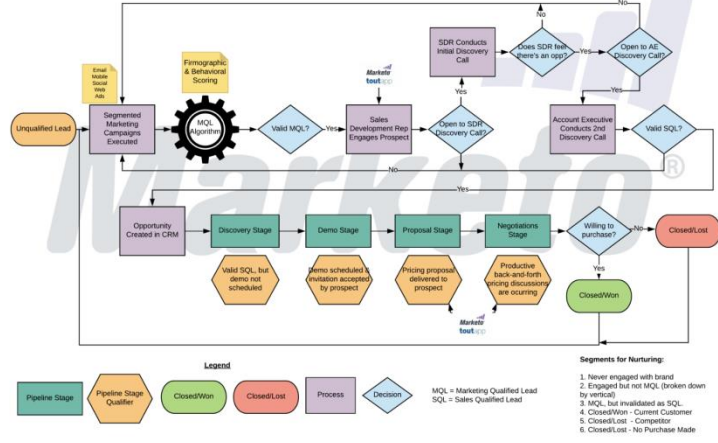 No
No
Email
Mobile
Social
Web
Ads
Firmographic
& Behavioral
Scoring
Marketo
toutapp
SDR Conducts
Initial Discovery
Call
Does SDR feel
there's an opp?
Yes
Open to AE
Discovery Call?
Yes
Yes
Unqualified Lead
Segmented
Marketing
Campaigns
Executed
MQL
Algorithm
Valid MQL?
Yes
Sales
Development Rep
Engages Prospect
Open to SDR
Discovery Call?
Account Executive
Conducts 2nd
Discovery Call
Valid SQL?
No
Yes
Marketo®
Opportunity
Created in CRM
Discovery Stage
Demo Stage
Proposal Stage
Negotiations
Stage
Willing to
purchase?
No
Closed/Lost
Valid SQL, but
demo not
scheduled
Demo scheduled &
invitation accepted
by prospect
Pricing proposal
delivered to
prospect
Productive
back-and-forth
pricing discussions
are ocurring
Yes
Closed/Won
Marketo
toutapp
Legend
Pipeline Stage
Pipeline Stage
Qualifier
Closed/Won
Closed/Lost
Process
Decision
MQL = Marketing Qualified Lead
SQL = Sales Qualified Lead
Segments for Nurturing:
1. Never engaged with brand
2. Engaged but not MQL (broken down
by vertical)
3. MQL, but invalidated as SQL.
4. Closed/Won - Current Customer
5. Closed/Lost - Competitor
6. Closed/Lost - No Purchase Made